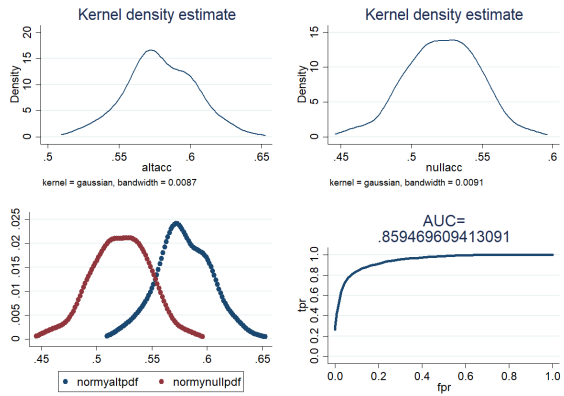 Kernel density estimate
Density
0 5 10 15 20
.5 .55 .6 .65
altacc
kernel = gaussian, bandwidth = 0.0087
Kernel density estimate
Density
0 5 10 15
.45 .5 .55 .6
nullacc
kernel = gaussian, bandwidth = 0.0091
0 .005 .01 .015 .02 .025
.45 .5 .55 .6 .65
normyaltpdf normynullpdf
AUC=
.859469609413091
tpr
0.0 0.2 0.4 0.6 0.8 1.0
0.0 0.2 0.4 0.6 0.8 1.0
fpr